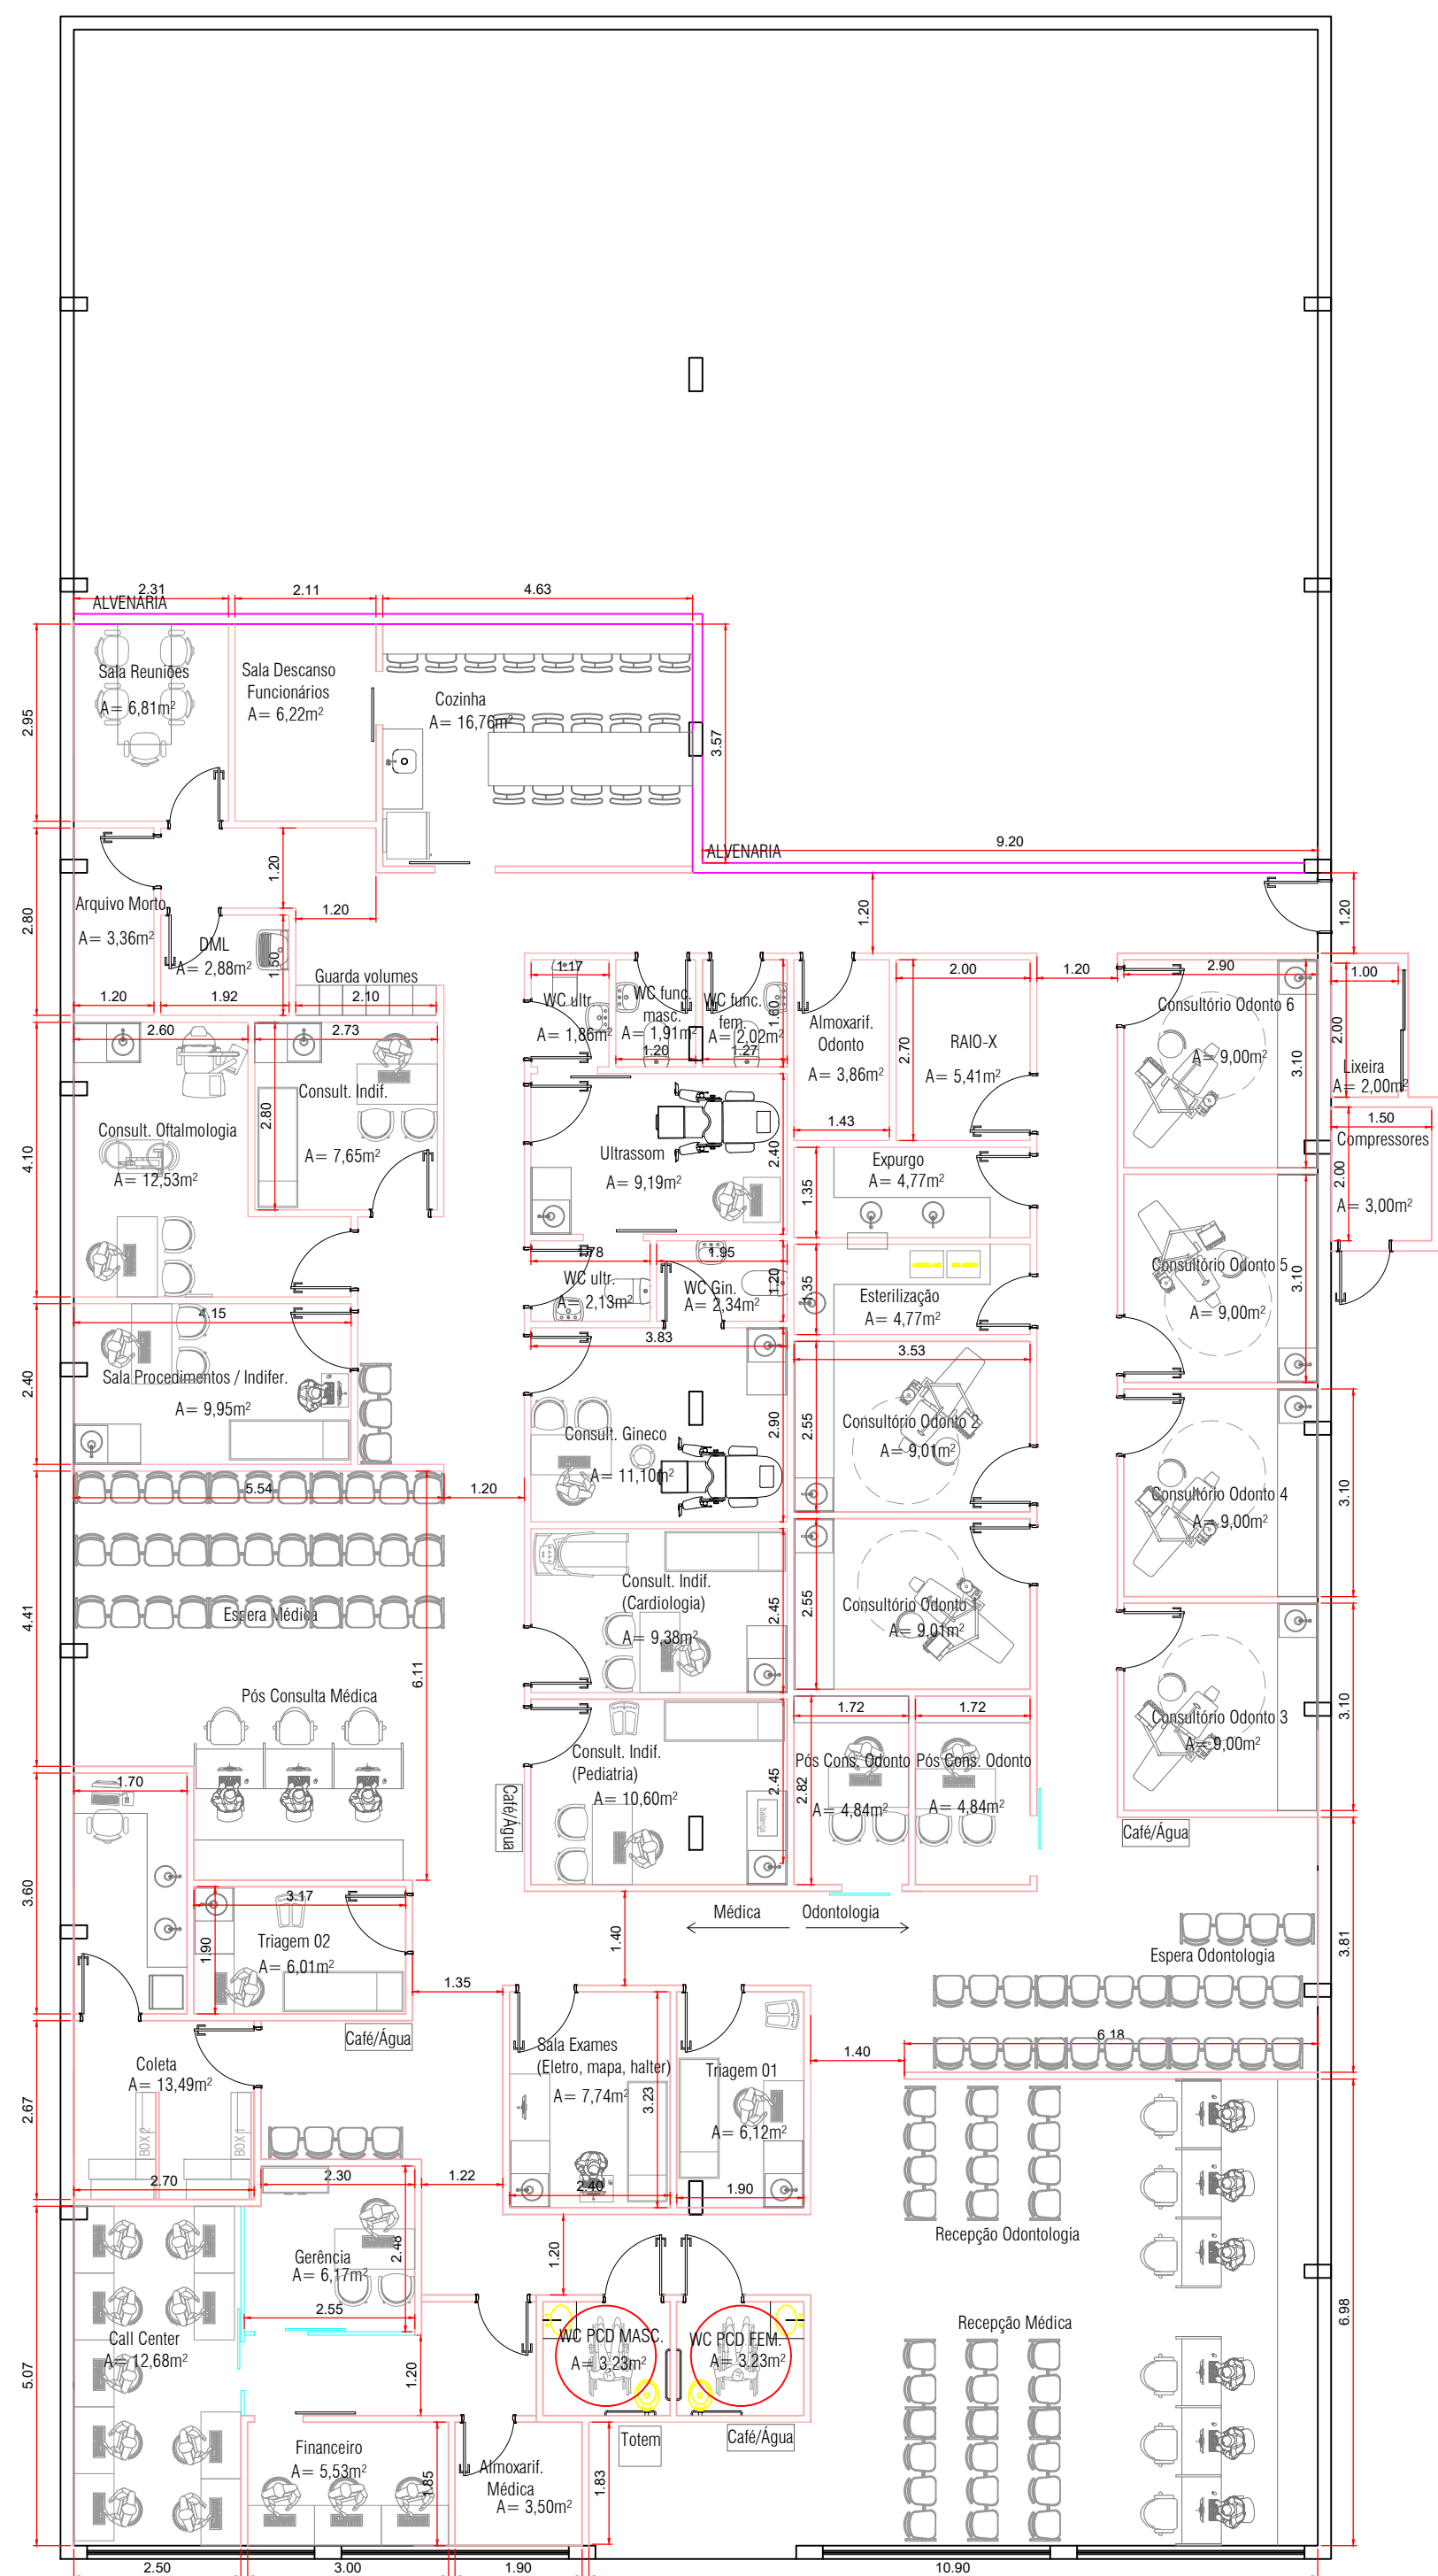 2.31
2.11
4.63
ALVENARIA
Sala Reuniões
A= 6,81m²
Sala Descanso
Funcionários
A= 6,22m²
Cozinha
A= 16,76m²
2.95
3.57
9.20
ALVENARIA
1.20
1.20
1.20
1.20
2.80
Arquivo Morto
A= 3,36m²
DML
A= 2,88m²
1.50
Guarda volumes
1.20
1.92
2.10
1.17
WC ultr.
A= 1,86m²
WC func.
masc.
A= 1,91m²
1.20
WC func.
fem.
A= 2,02m²
1.27
1.60
Almoxarif.
Odonto
A= 3,86m²
1.43
2.00
2.70
RAIO-X
A= 5,41m²
1.20
2.90
Consultório Odonto 6
A= 9,00m²
3.10
1.00
2.00
Lixeira
A= 2,00m²
1.50
Compressores
2.00
A= 3,00m²
2.60
2.73
Consult. Indif.
2.80
A= 7,65m²
Consult. Oftalmologia
A= 12,53m²
4.10
Ultrassom
A= 9,19m²
2.40
Expurgo
A= 4,77m²
1.35
Consultório Odonto 5
A= 9,00m²
3.10
1.78
WC ultr.
A= 2,13m²
1.95
WC Gin.
A= 2,34m²
1.20
1.35
Esterilização
A= 4,77m²
4.15
Sala Procedimentos / Indifer.
A= 9,95m²
2.40
3.83
Consult. Gineco
A= 11,10m²
2.90
3.53
2.55
Consultório Odonto 2
A= 9,01m²
Consultório Odonto 4
A= 9,00m²
3.10
5.54
1.20
Espera Médica
4.41
6.11
Consult. Indif.
(Cardiologia)
A= 9,38m²
2.45
2.55
Consultório Odonto 1
A= 9,01m²
Consultório Odonto 3
A= 9,00m²
3.10
Pós Consulta Médica
Consult. Indif.
(Pediatria)
A= 10,60m²
2.45
balança
1.72
1.72
Pós Cons. Odonto
A= 4,84m²
2.82
Pós Cons. Odonto
A= 4,84m²
Café/Água
Café/Água
1.70
3.60
3.17
1.90
Triagem 02
A= 6,01m²
1.40
Médica
Odontologia
Espera Odontologia
3.81
1.35
Café/Água
Coleta
A= 13,49m²
2.67
BOX 2
BOX 1
2.70
Sala Exames
(Eletro, mapa, halter)
A= 7,74m²
3.23
2.40
Triagem 01
A= 6,12m²
1.90
1.40
6.18
2.30
1.22
Gerência
A= 6,17m²
2.48
2.55
1.20
Recepção Odontologia
Recepção Médica
6.98
Call Center
A= 12,68m²
5.07
1.20
WC PCD MASC.
A= 3,23m²
WC PCD FEM.
A= 3.23m²
Totem
Café/Água
Financeiro
A= 5,53m²
1.85
Almoxarif.
Médica
A= 3,50m²
1.83
2.50
3.00
1.90
10.90